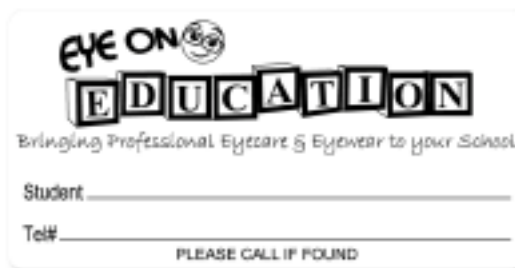 EYE ON
EDUCATION
Bringing Professional Eyecare & Eyewear to your School
Student
Tel#
PLEASE CALL IF FOUND